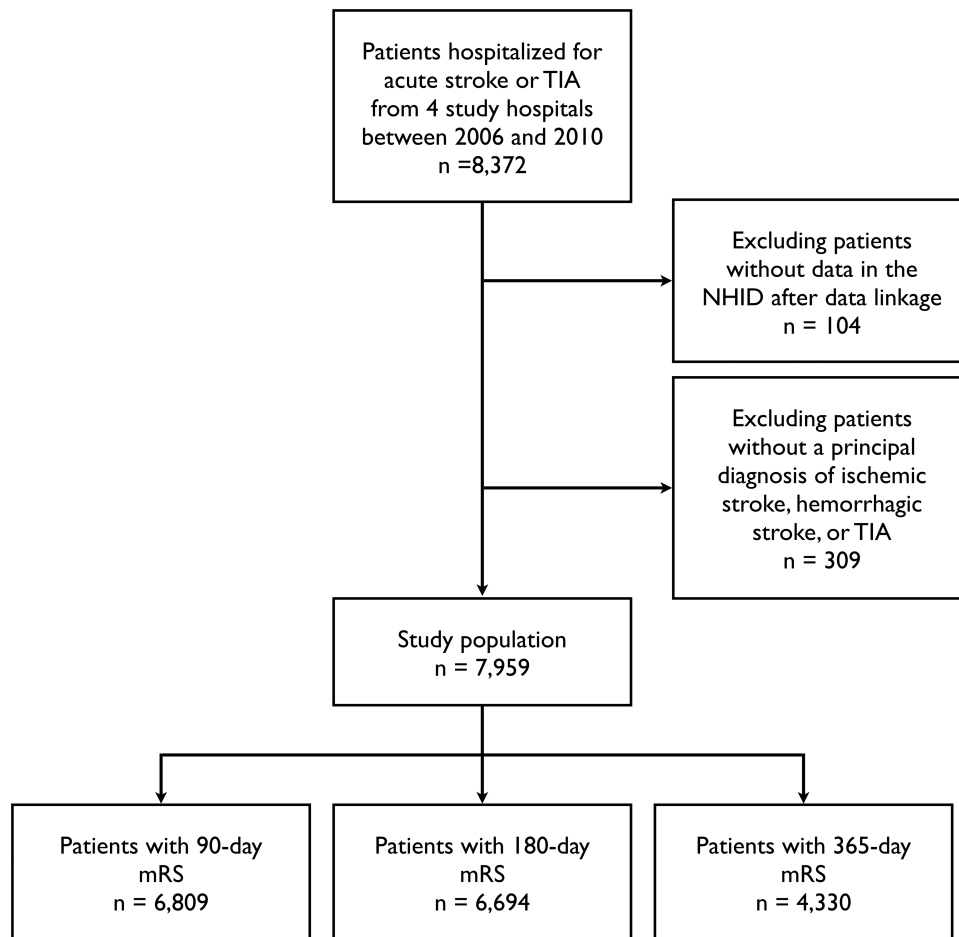 Patients hospitalized for
acute stroke or TIA
from 4 study hospitals
between 2006 and 2010
n =8,372
Excluding patients
without data in the
NHID after data linkage
n = 104
Excluding patients
without a principal
diagnosis of ischemic
stroke, hemorrhagic
stroke, or TIA
n = 309
Study population
n = 7,959
Patients with 90-day
mRS
n = 6,809
Patients with 180-day
mRS
n = 6,694
Patients with 365-day
mRS
n = 4,330